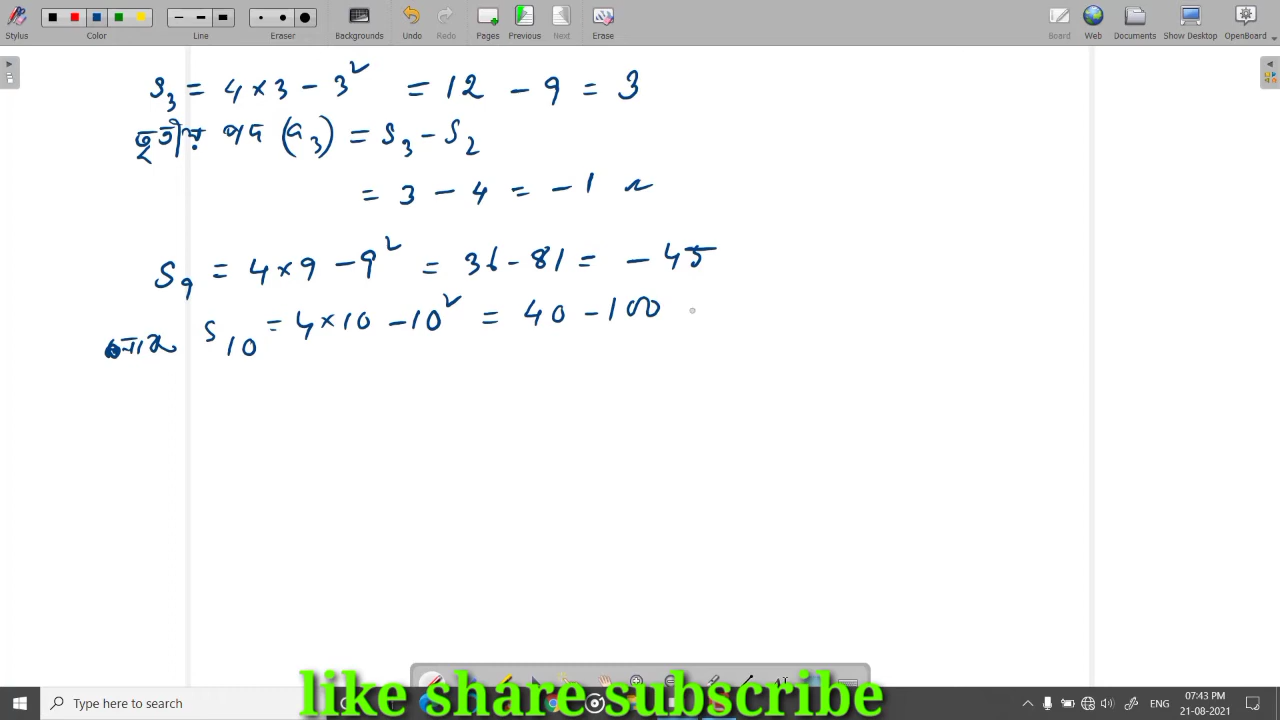 Stylus Color Line Eraser Backgrounds Undo Redo Pages Previous Next Erase Board Web Documents Show Desktop OpenBoard
S₃ = 4 × 3 − 3² = 12 − 9 = 3
তৃতীয় পদ (a₃) = S₃ − S₂
= 3 − 4 = −1
S₉ = 4 × 9 − 9² = 36 − 81 = − 45
S₁₀ = 4 × 10 − 10² = 40 − 100
like share subscribe
Type here to search
ENG
07:43 PM
21-08-2021